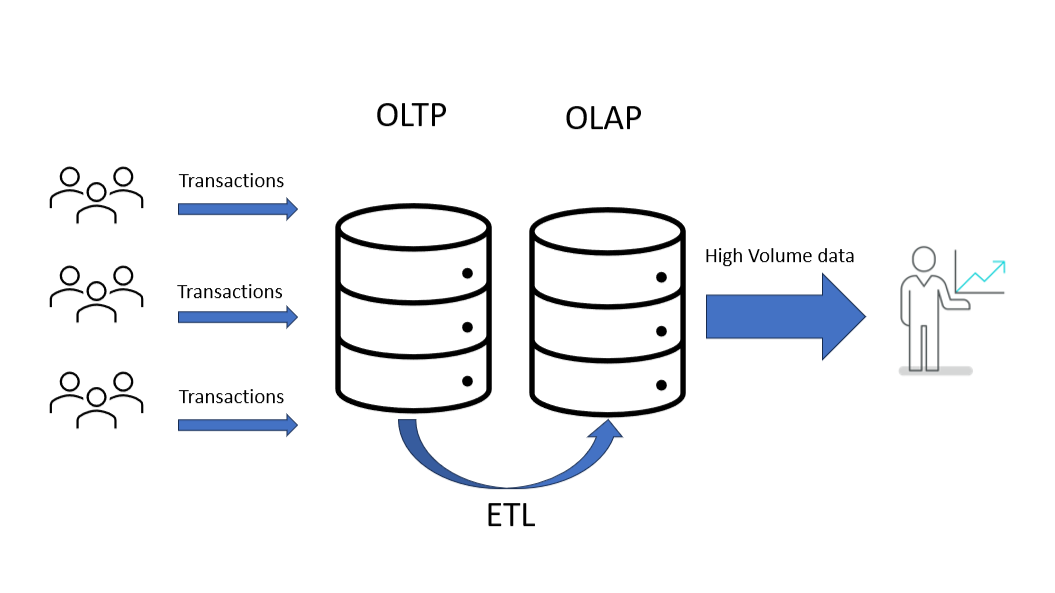 OLTP
OLAP
Transactions
Transactions
Transactions
High Volume data
ETL